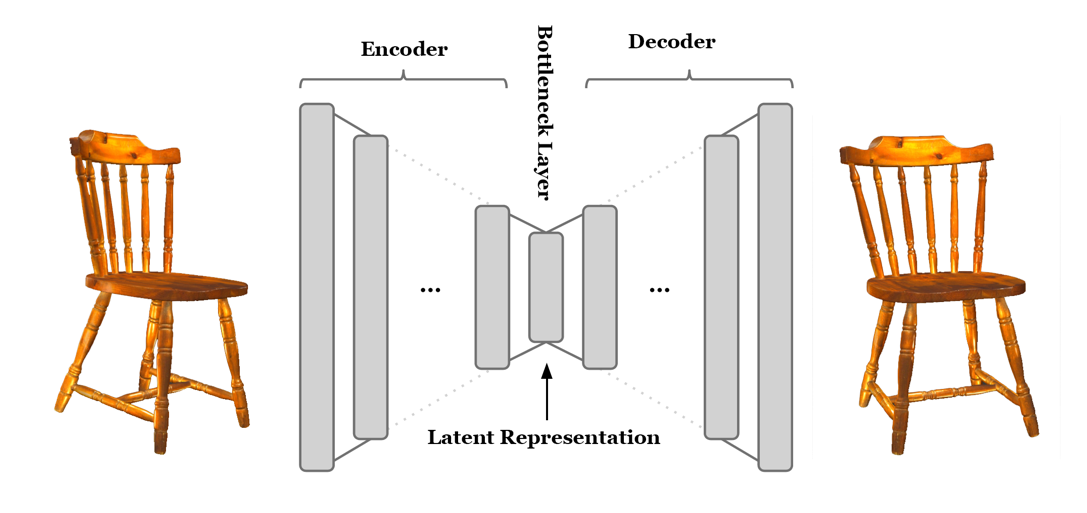 Encoder
Bottleneck Layer
Decoder
...
...
Latent Representation